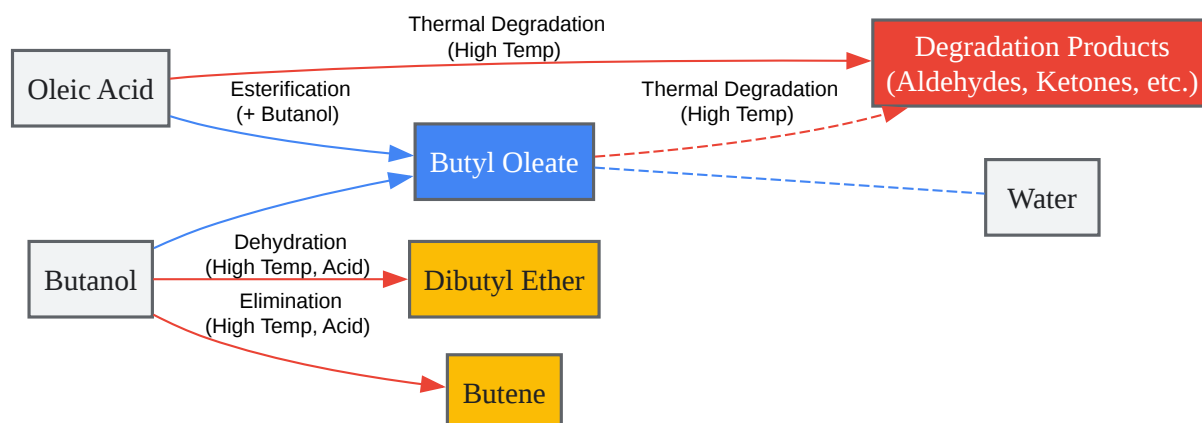 Thermal Degradation
(High Temp)
Oleic Acid
Degradation Products
(Aldehydes, Ketones, etc.)
Esterification
(+ Butanol)
Thermal Degradation
(High Temp)
Butyl Oleate
Water
Butanol
Dehydration
(High Temp, Acid)
Dibutyl Ether
Elimination
(High Temp, Acid)
Butene